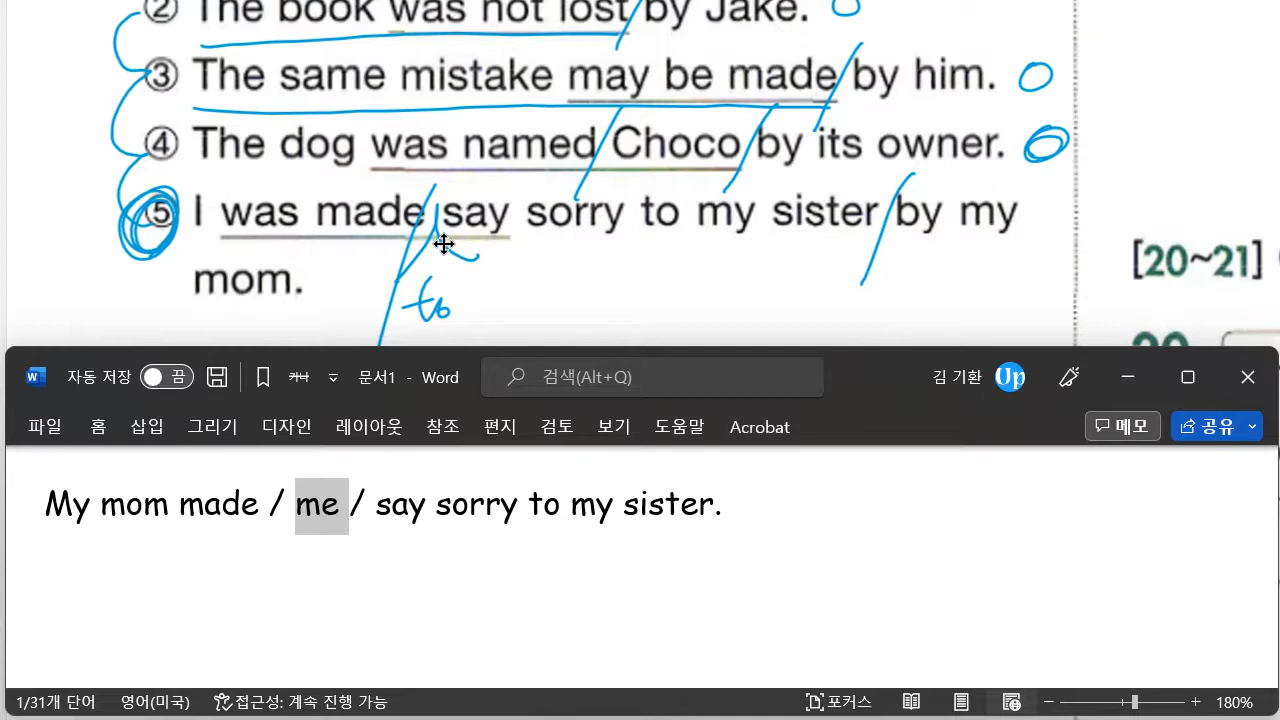 ② The book was not lost by Jake.
③ The same mistake may be made by him.
④ The dog was named Choco by its owner.
⑤ I was made say sorry to my sister by my
mom.
to
[20~21]
자동 저장 끔 문서1 - Word 검색(Alt+Q) 김 기환 Up
파일 홈 삽입 그리기 디자인 레이아웃 참조 편지 검토 보기 도움말 Acrobat 메모 공유
My mom made / me / say sorry to my sister.
1/31개 단어 영어(미국) 접근성: 계속 진행 가능 포커스 180%